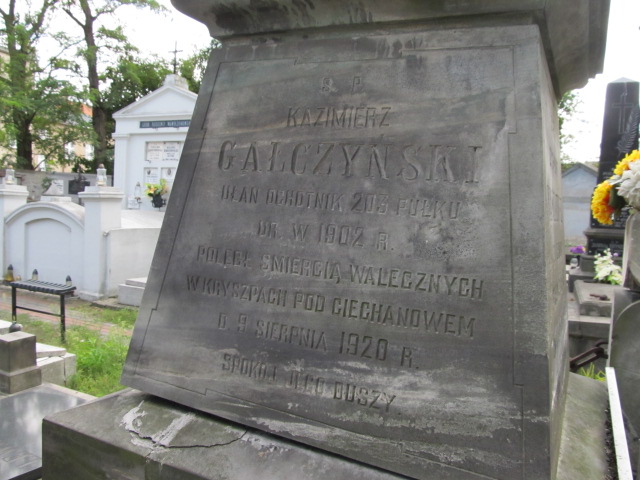 Ś. P.
KAZIMIERZ
GAŁCZYŃSKI
UŁAN OCHOTNIK 203 PUŁKU
UR. W 1902 R.
POLEGŁ ŚMIERCIĄ WALECZNYCH
W KRYSZPACH POD CIECHANOWEM
D. 9 SIERPNIA 1920 R.
SPOKÓJ JEGO DUSZY.